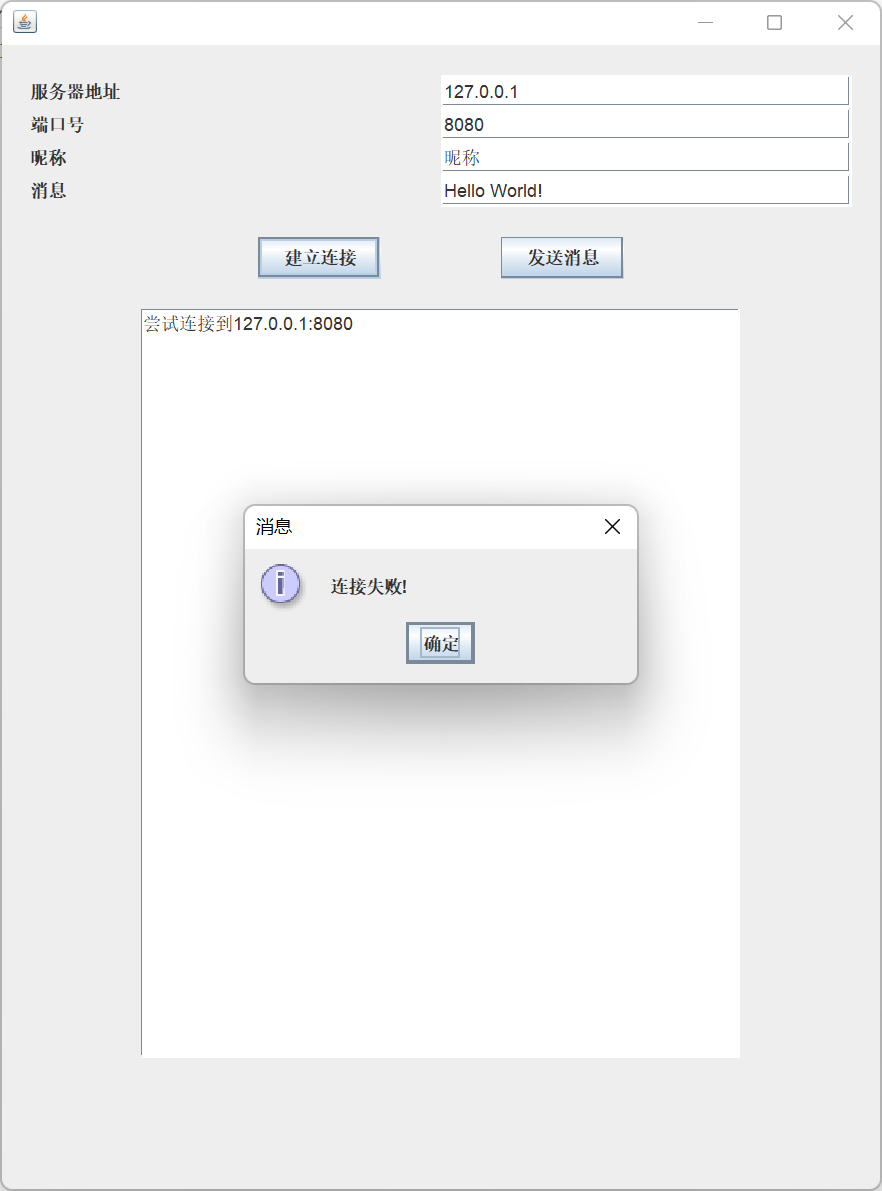 服务器地址 127.0.0.1
端口号 8080
昵称 昵称
消息 Hello World!
建立连接 发送消息
尝试连接到127.0.0.1:8080
消息
连接失败!
确定